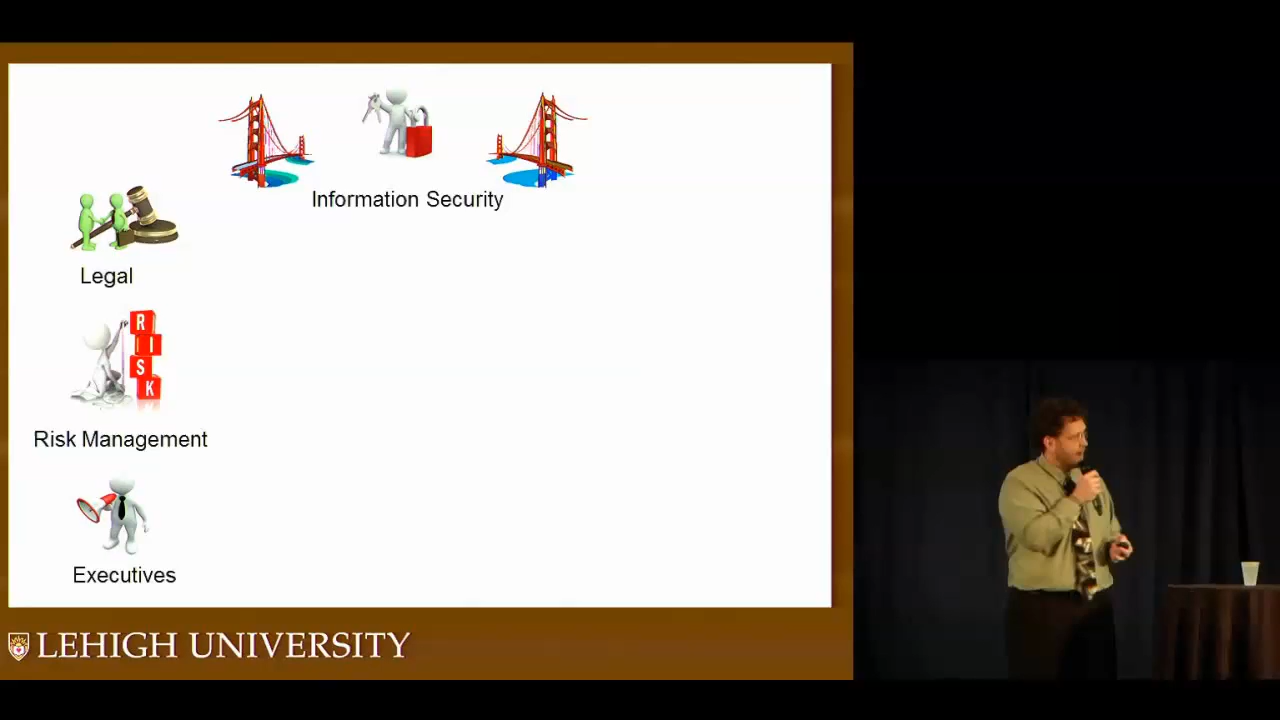 Information Security
Legal
R
I
S
K
Risk Management
Executives
LEHIGH UNIVERSITY